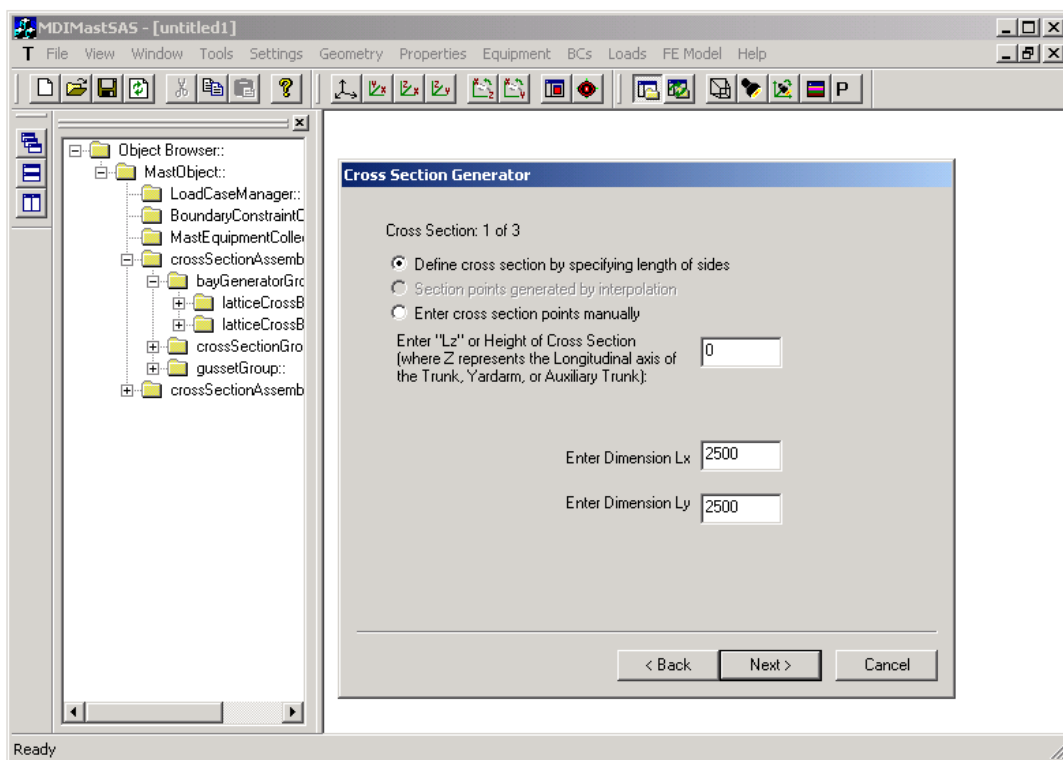 MDIMastSAS - [untitled1]
T File View Window Tools Settings Geometry Properties Equipment BCs Loads FE Model Help
P
Object Browser::
MastObject::
LoadCaseManager::
BoundaryConstraintC
MastEquipmentColle
crossSectionAssemb
bayGeneratorGro
latticeCrossB
latticeCrossB
crossSectionGro
gussetGroup::
crossSectionAssemb
Cross Section Generator
Cross Section: 1 of 3
Define cross section by specifying length of sides
Section points generated by interpolation
Enter cross section points manually
Enter "Lz" or Height of Cross Section
(where Z represents the Longitudinal axis of
the Trunk, Yardarm, or Auxiliary Trunk):
0
Enter Dimension Lx 2500
Enter Dimension Ly 2500
< Back Next > Cancel
Ready